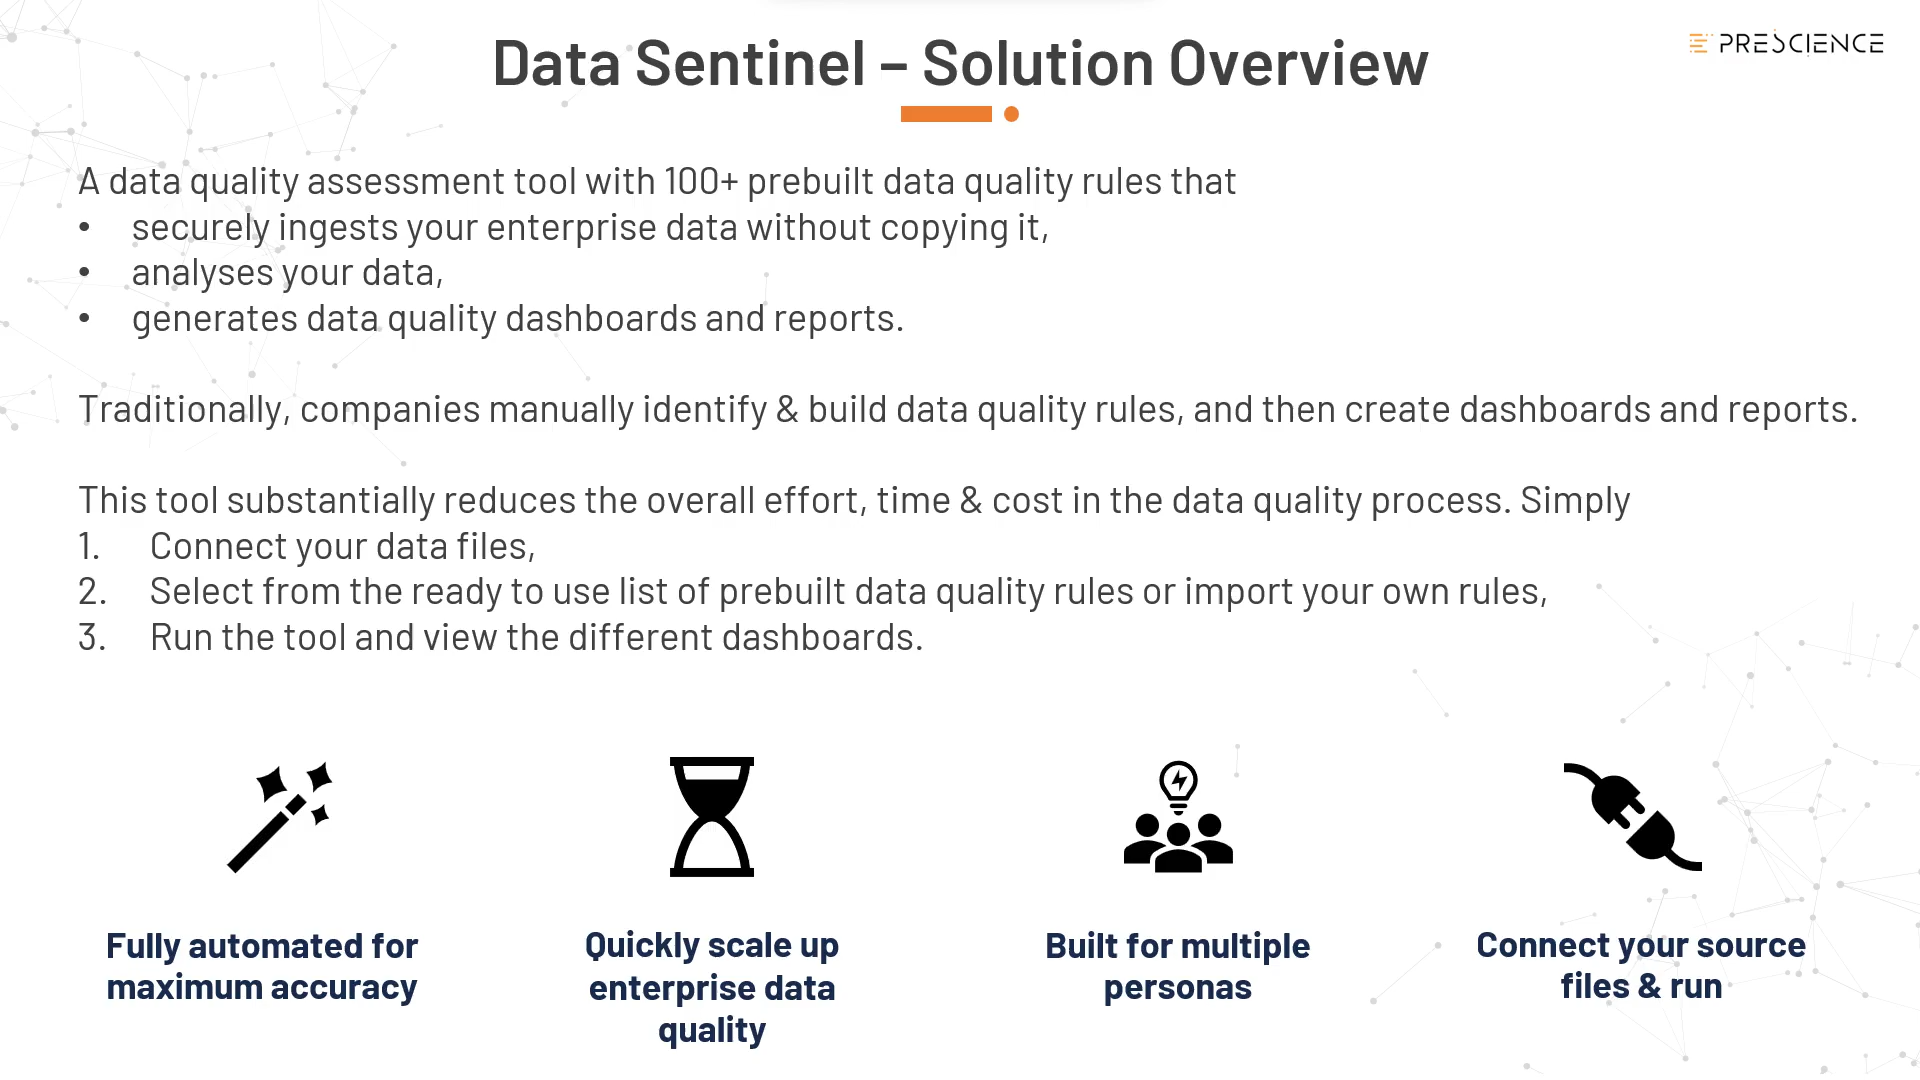 Data Sentinel – Solution Overview
PRESCIENCE
A data quality assessment tool with 100+ prebuilt data quality rules that
• securely ingests your enterprise data without copying it,
• analyses your data,
• generates data quality dashboards and reports.
Traditionally, companies manually identify & build data quality rules, and then create dashboards and reports.
This tool substantially reduces the overall effort, time & cost in the data quality process. Simply
1. Connect your data files,
2. Select from the ready to use list of prebuilt data quality rules or import your own rules,
3. Run the tool and view the different dashboards.
Fully automated for
maximum accuracy
Quickly scale up
enterprise data
quality
Built for multiple
personas
Connect your source
files & run